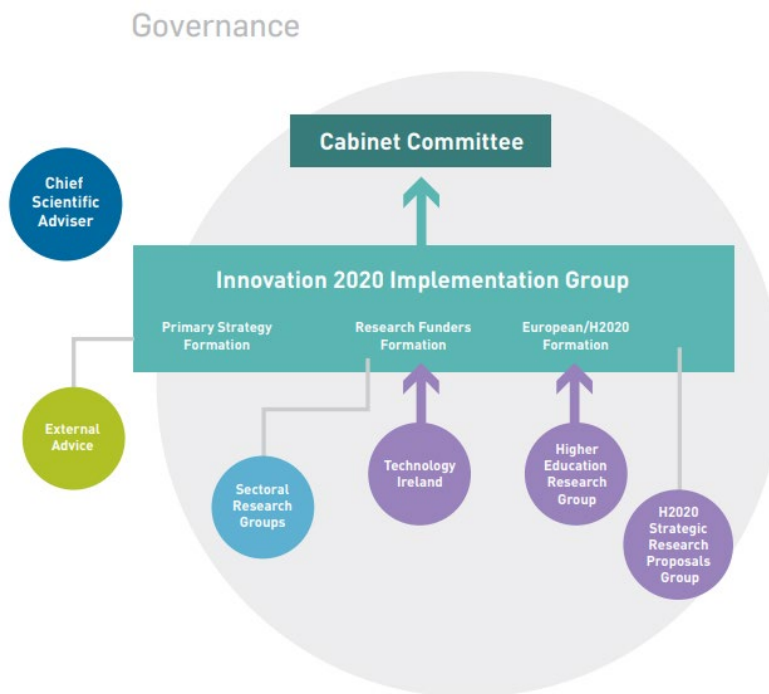 Governance
Cabinet Committee
Chief
Scientific
Adviser
Innovation 2020 Implementation Group
Primary Strategy
Formation
Research Funders
Formation
European/H2020
Formation
External
Advice
Sectoral
Research
Groups
Technology
Ireland
Higher
Education
Research
Group
H2020
Strategic
Research
Proposals
Group